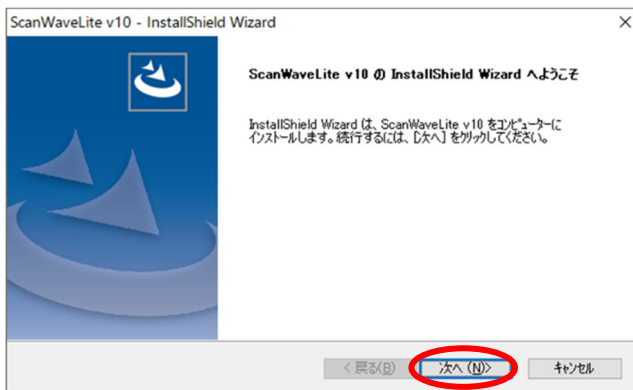 ScanWaveLite v10 - InstallShield Wizard
ScanWaveLite v10 の InstallShield Wizard へようこそ
InstallShield Wizard は、ScanWaveLite v10 をコンピューターに
インストールします。続行するには、[次へ] をクリックしてください。
< 戻る(B)
次へ (N)>
キャンセル